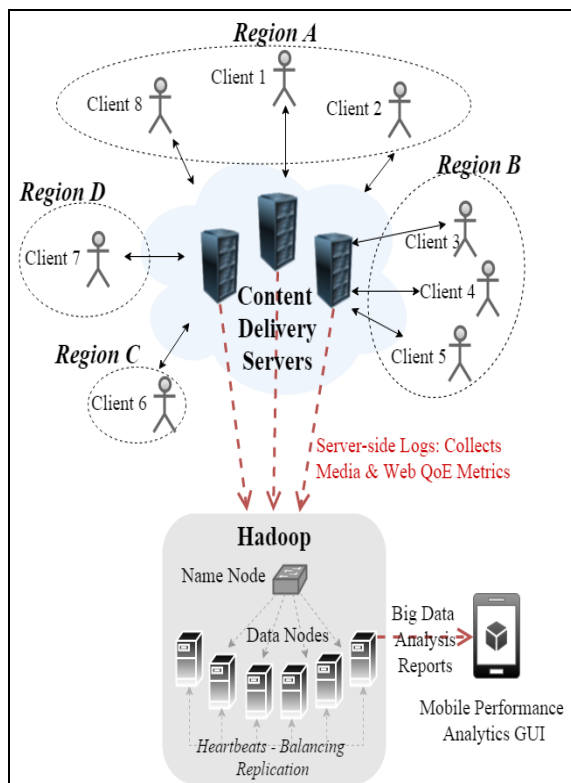 Region A
Client 1
Client 8
Client 2
Region B
Region D
Client 3
Client 7
Client 4
Content
Delivery
Servers
Client 5
Region C
Client 6
Server-side Logs: Collects
Media & Web QoE Metrics
Hadoop
Name Node
Data Nodes
Big Data
Analysis
Reports
Mobile Performance
Analytics GUI
Heartbeats - Balancing
Replication